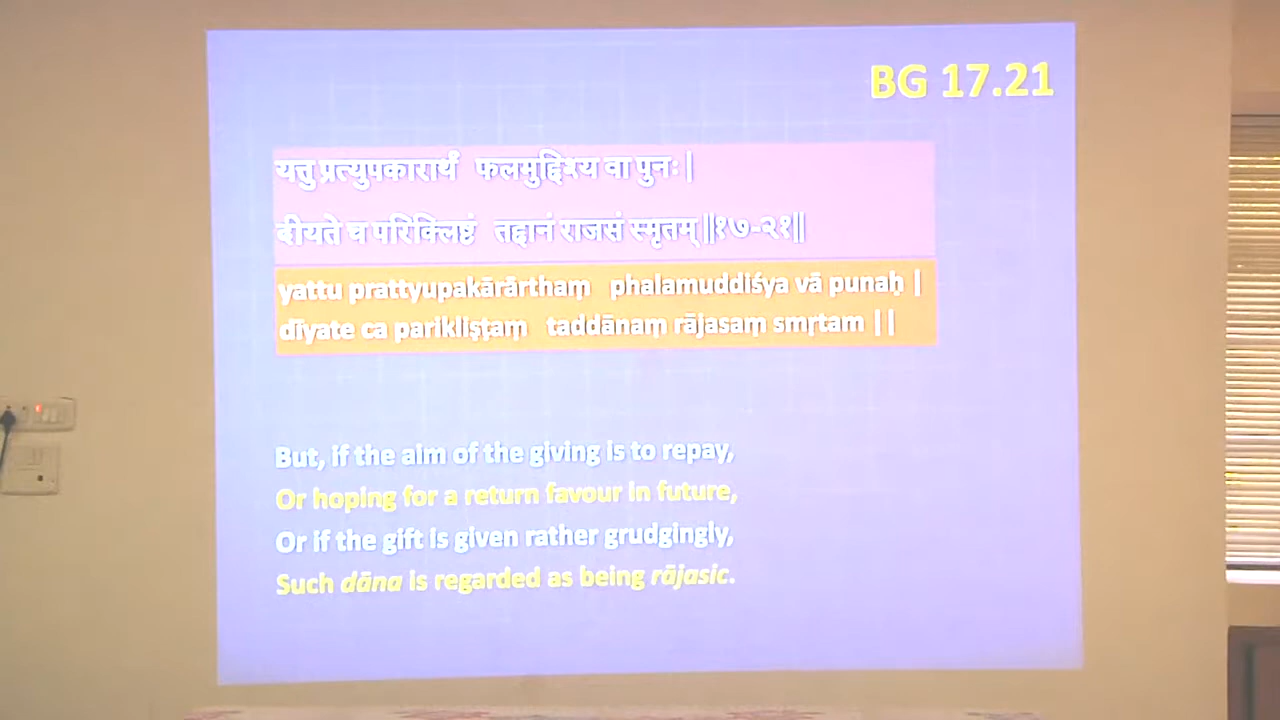 BG 17.21
यत्तु प्रत्युपकारार्थं फलमुद्दिश्य वा पुनः |
दीयते च परिक्लिष्टं तद्दानं राजसं स्मृतम् ||१७-२१||
yattu prattyupakārārthaṃ phalamuddiśya vā punaḥ |
dīyate ca parikliṣṭaṃ taddānaṃ rājasaṃ smṛtam ||
But, if the aim of the giving is to repay,
Or hoping for a return favour in future,
Or if the gift is given rather grudgingly,
Such dāna is regarded as being rājasic.